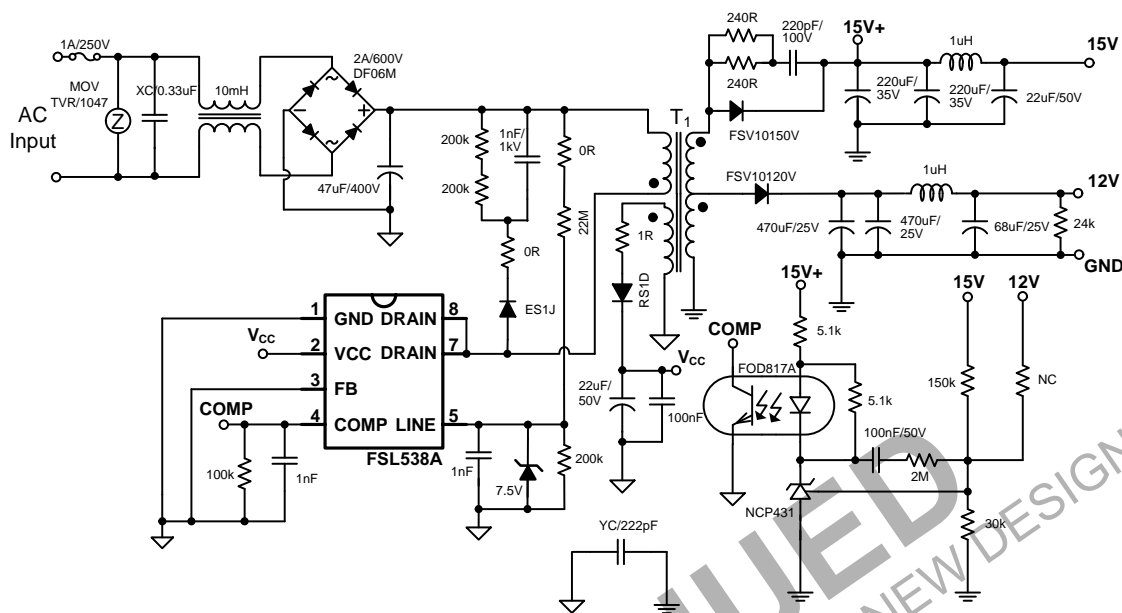 1A/250V
MOV
TVR/1047
XC/0.33uF
10mH
AC
Input
Z
2A/600V
DF06M
47uF/400V
200k
200k
1nF/
1kV
0R
22M
0R
ES1J
T1
1R
RS1D
VCC
22uF/
50V
100nF
240R
240R
220pF/
100V
FSV10150V
15V+
220uF/
35V
220uF/
35V
1uH
22uF/50V
15V
FSV10120V
470uF/25V
470uF/
25V
1uH
68uF/25V
24k
12V
GND
1
GND
DRAIN
8
VCC
2
VCC
DRAIN
7
3
FB
COMP
4
COMP
LINE
5
FSL538A
100k
1nF
1nF
7.5V
200k
YC/222pF
COMP
15V+
5.1k
FOD817A
5.1k
100nF/50V
2M
NCP431
15V
12V
150k
NC
30k
UED
NEW DESIGN